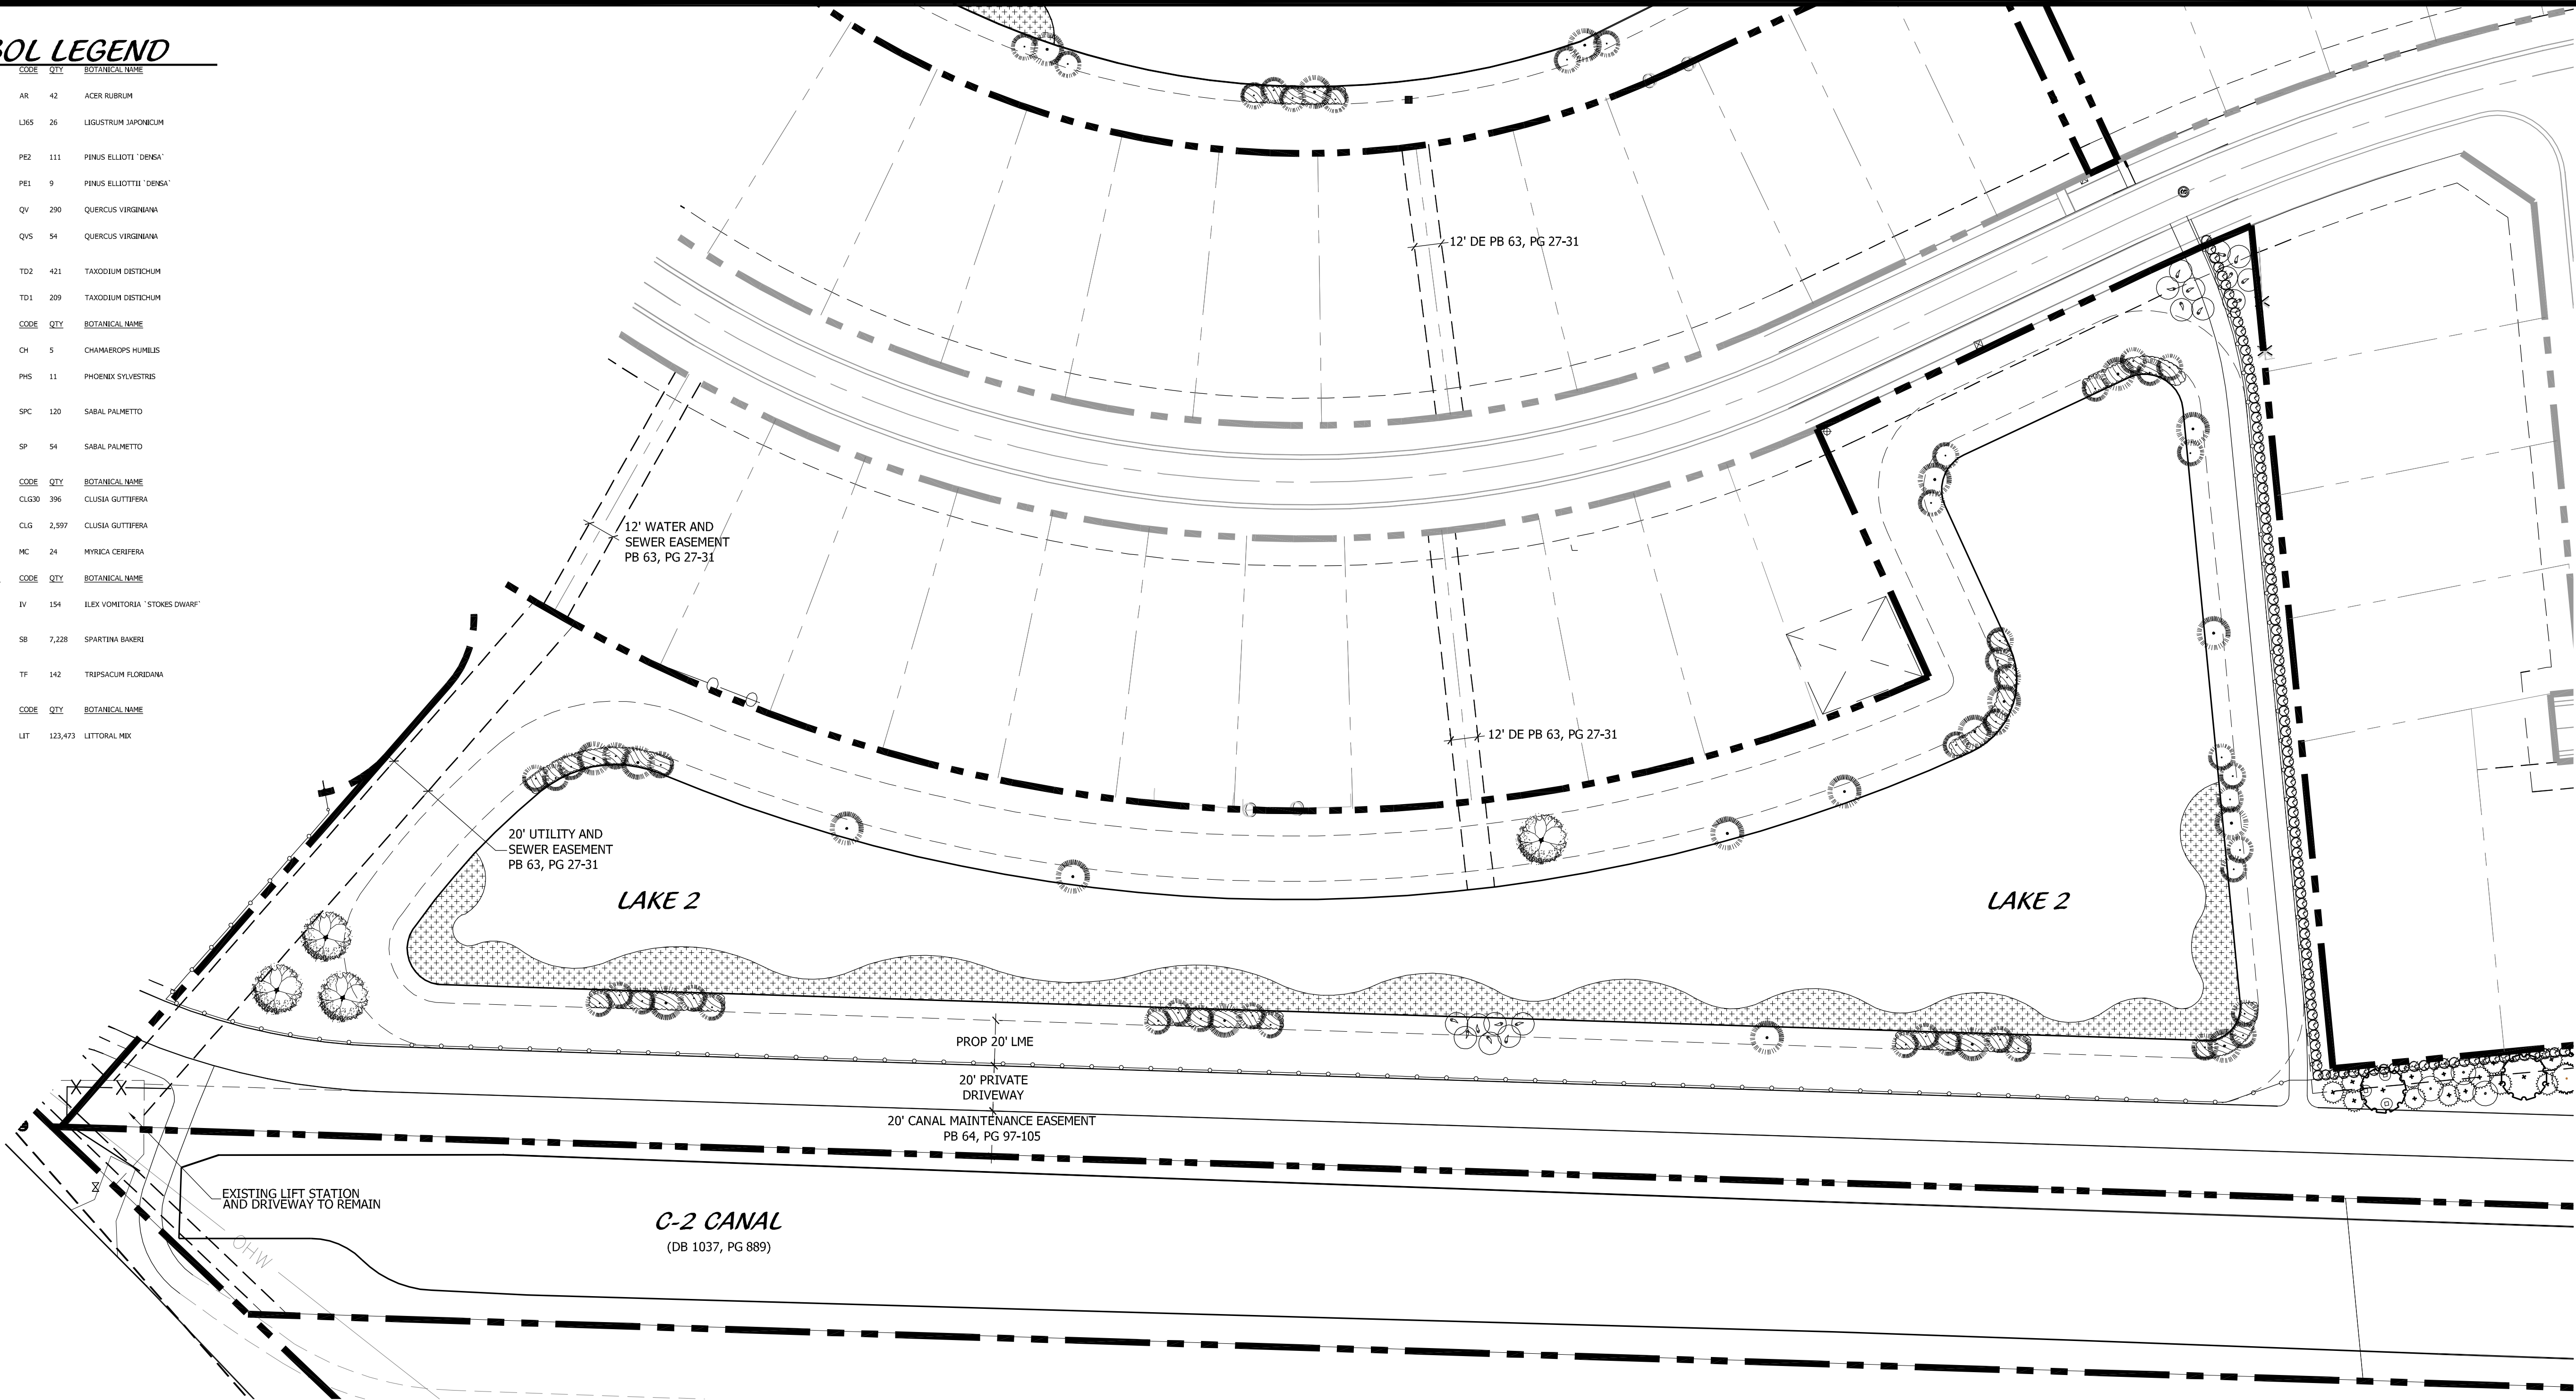 BOL LEGEND
CODE QTY BOTANICAL NAME
AR 42 ACER RUBRUM
LJ65 26 LIGUSTRUM JAPONICUM
PE2 111 PINUS ELLIOTI `DENSA`
PE1 9 PINUS ELLIOTTII `DENSA`
QV 290 QUERCUS VIRGINIANA
QVS 54 QUERCUS VIRGINIANA
TD2 421 TAXODIUM DISTICHUM
TD1 209 TAXODIUM DISTICHUM
CODE QTY BOTANICAL NAME
CH 5 CHAMAEROPS HUMILIS
PHS 11 PHOENIX SYLVESTRIS
SPC 120 SABAL PALMETTO
SP 54 SABAL PALMETTO
CODE QTY BOTANICAL NAME
CLG30 396 CLUSIA GUTTIFERA
CLG 2,597 CLUSIA GUTTIFERA
MC 24 MYRICA CERIFERA
CODE QTY BOTANICAL NAME
IV 154 ILEX VOMITORIA `STOKES DWARF`
SB 7,228 SPARTINA BAKERI
TF 142 TRIPSACUM FLORIDANA
CODE QTY BOTANICAL NAME
LIT 123,473 LITTORAL MIX
12' DE PB 63, PG 27-31
12' WATER AND
SEWER EASEMENT
PB 63, PG 27-31
12' DE PB 63, PG 27-31
20' UTILITY AND
SEWER EASEMENT
PB 63, PG 27-31
LAKE 2
LAKE 2
PROP 20' LME
20' PRIVATE
DRIVEWAY
20' CANAL MAINTENANCE EASEMENT
PB 64, PG 97-105
EXISTING LIFT STATION
AND DRIVEWAY TO REMAIN
C-2 CANAL
(DB 1037, PG 889)
OHW